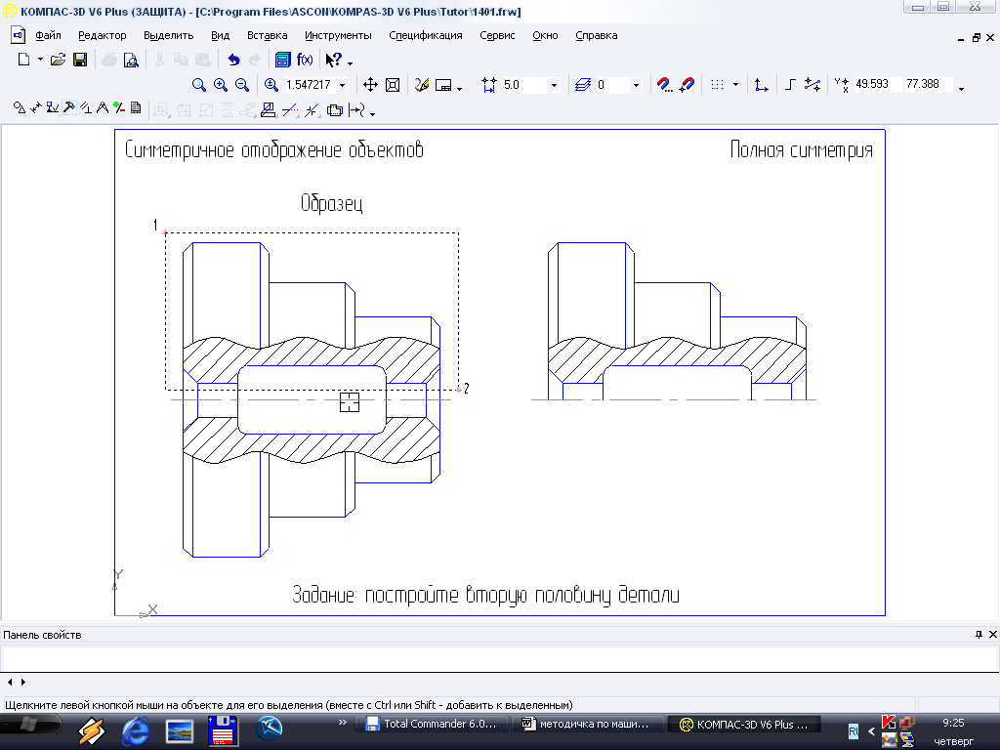 КОМПАС-3D V6 Plus (ЗАЩИТА) - [C:\Program Files\ASCON\KOMPAS-3D V6 Plus\Tutor\1401.frw]
Файл Редактор Выделить Вид Вставка Инструменты Спецификация Сервис Окно Справка
f(x) ?
1.547217 5.0 0 Y X 49.593 77.388
Симметричное отображение объектов Полная симметрия
Образец
1
2
Y
X
Задание: постройте вторую половину детали
Панель свойств
Щелкните левой кнопкой мыши на объекте для его выделения (вместе с Ctrl или Shift - добавить к выделенным)
Total Commander 6.0... методичка по маши... КОМПАС-3D V6 Plus ... 9:25
четверг